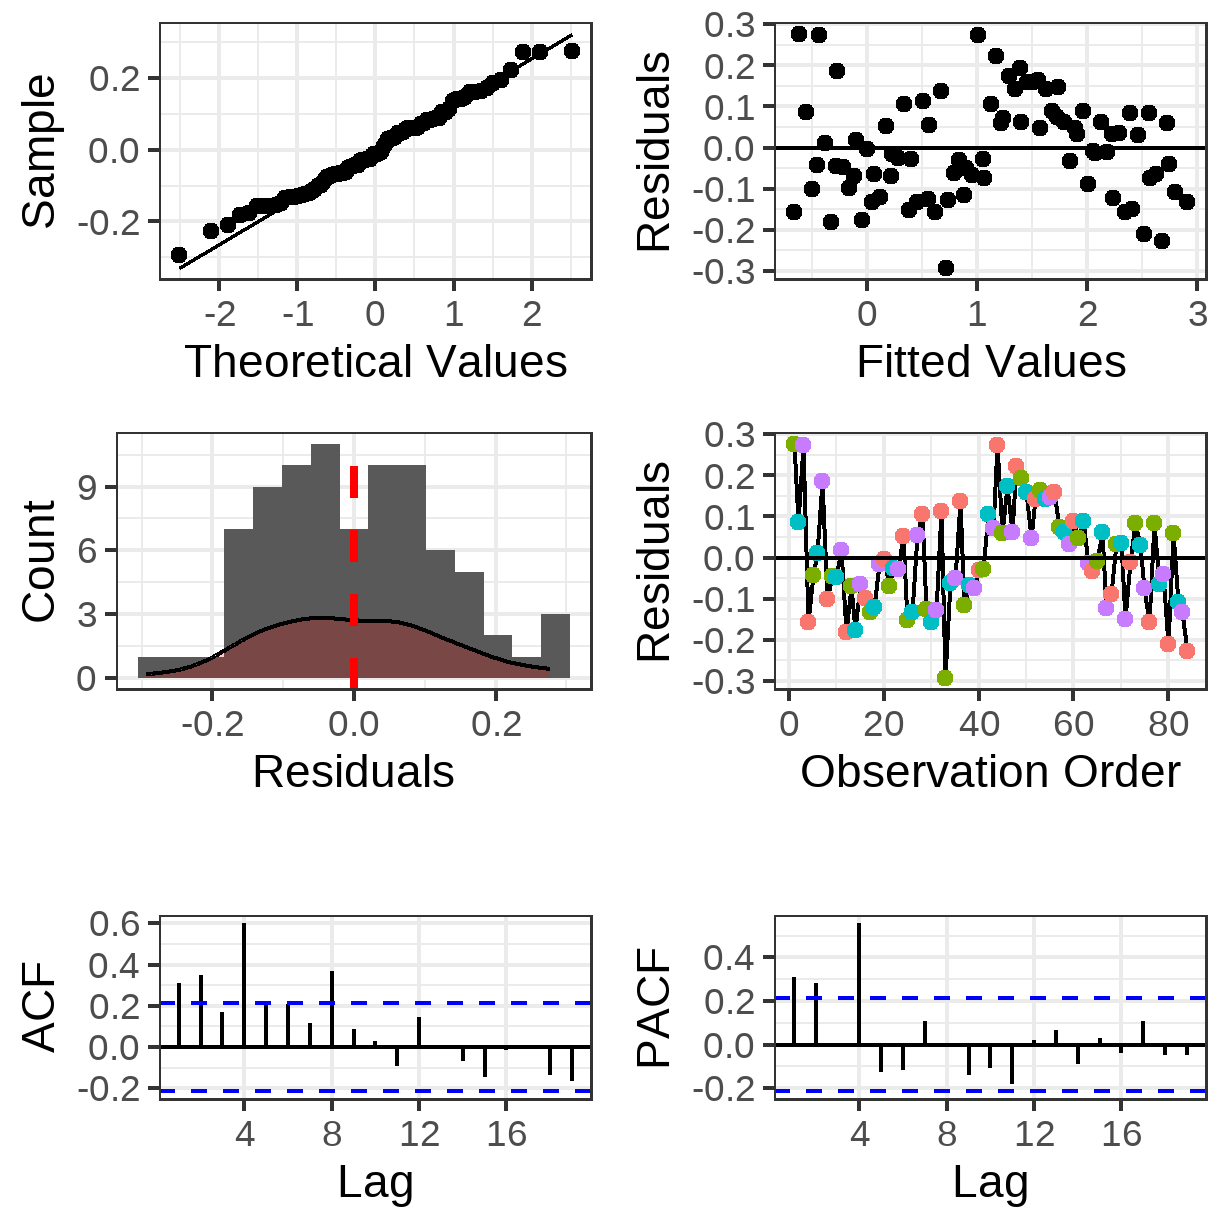 Sample
0.2
0.0
-0.2
-2 -1 0 1 2
Theoretical Values
Residuals
0.3
0.2
0.1
0.0
-0.1
-0.2
-0.3
0 1 2 3
Fitted Values
Count
9
6
3
0
-0.2 0.0 0.2
Residuals
Residuals
0.3
0.2
0.1
0.0
-0.1
-0.2
-0.3
0 20 40 60 80
Observation Order
ACF
0.6
0.4
0.2
0.0
-0.2
4 8 12 16
Lag
PACF
0.4
0.2
0.0
-0.2
4 8 12 16
Lag